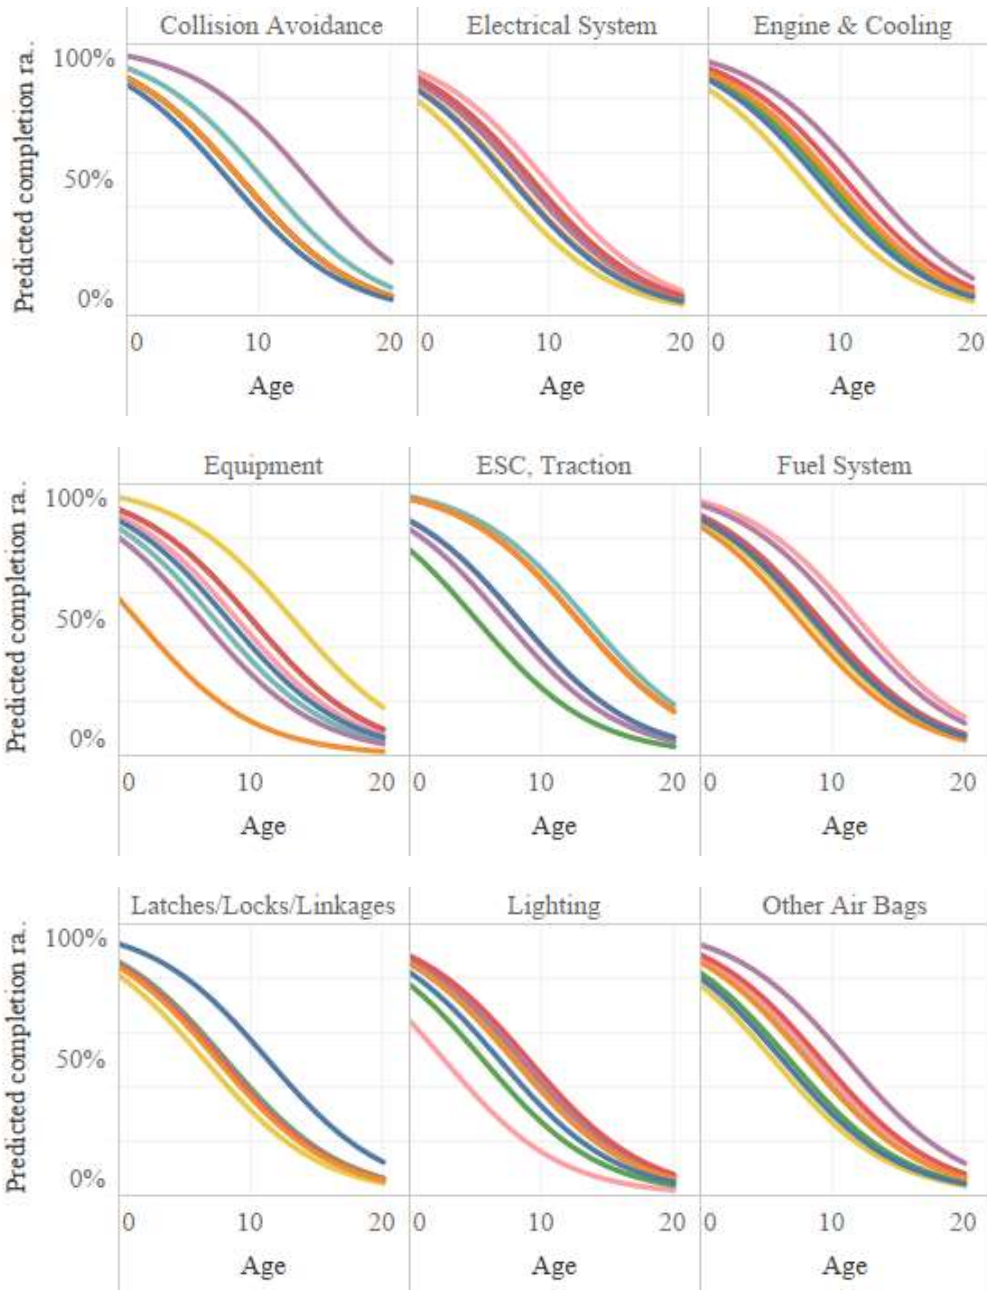 Collision Avoidance Electrical System Engine & Cooling
Predicted completion ra..
100%
50%
0%
0 10 20 0 10 20 0 10 20
Age Age Age
Equipment ESC, Traction Fuel System
Predicted completion ra..
100%
50%
0%
0 10 20 0 10 20 0 10 20
Age Age Age
Latches/Locks/Linkages Lighting Other Air Bags
Predicted completion ra..
100%
50%
0%
0 10 20 0 10 20 0 10 20
Age Age Age